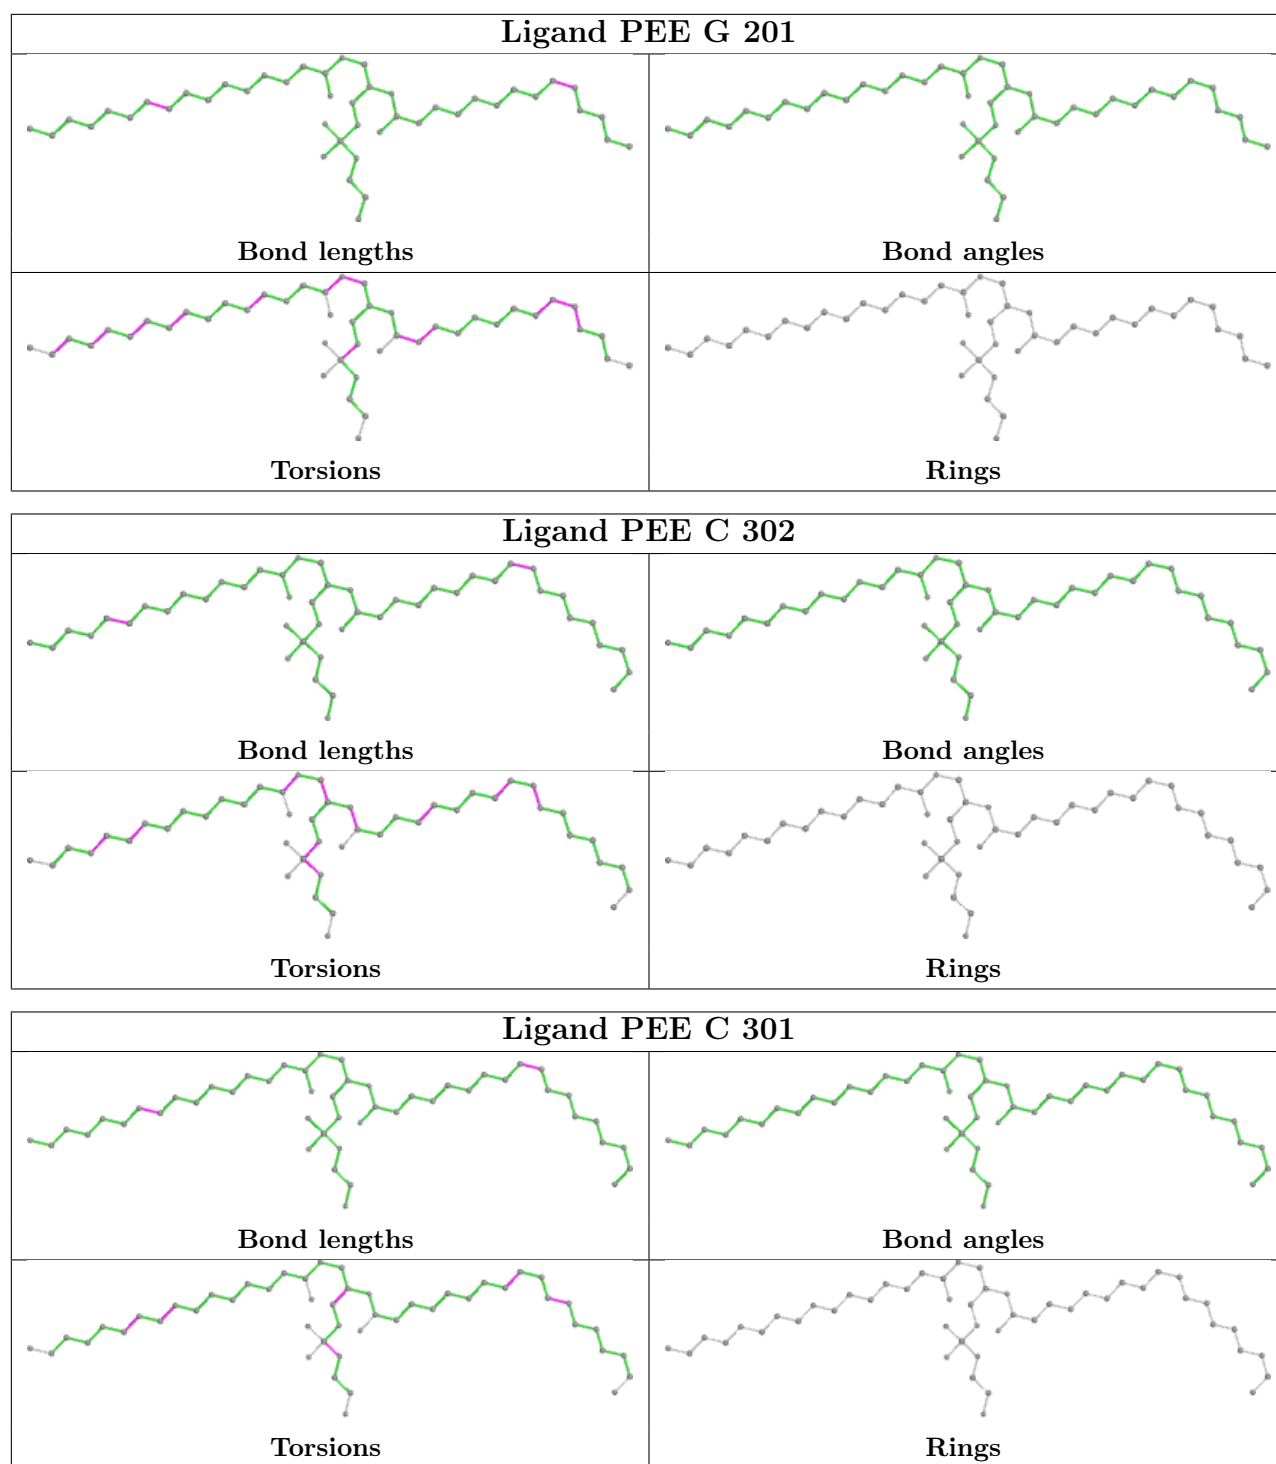 Ligand PEE G 201
Bond lengths
Bond angles
Torsions
Rings
Ligand PEE C 302
Bond lengths
Bond angles
Torsions
Rings
Ligand PEE C 301
Bond lengths
Bond angles
Torsions
Rings